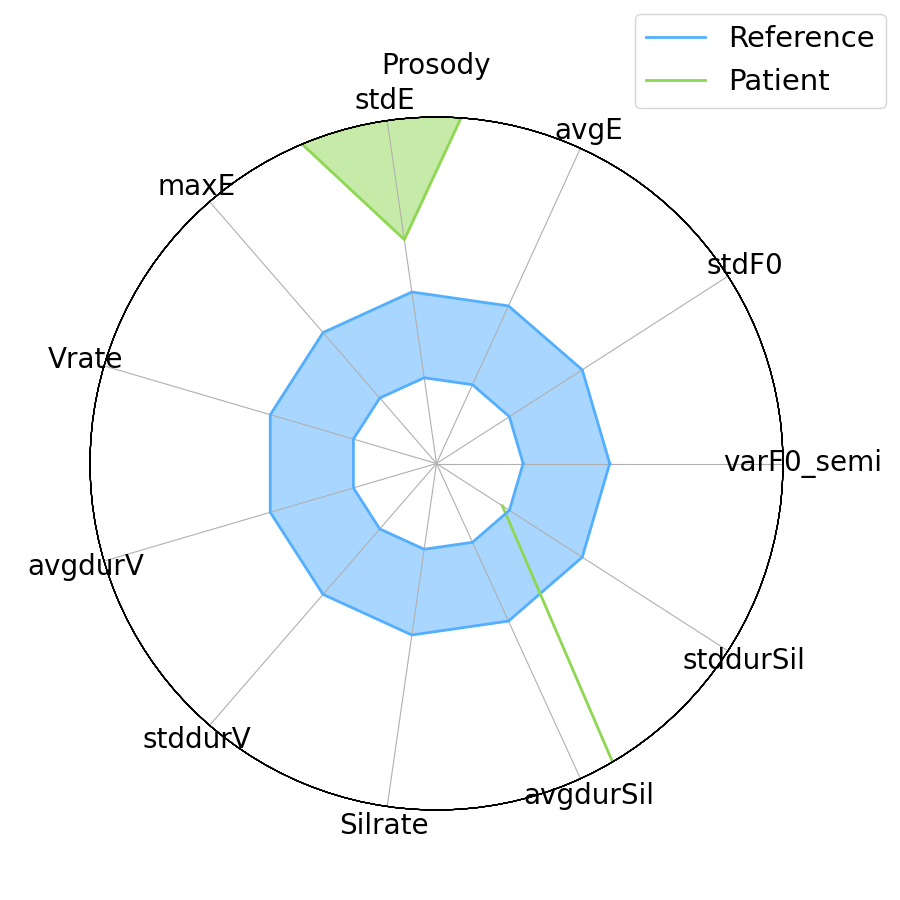 Reference
Patient
Prosody
stdE
avgE
maxE
stdF0
Vrate
varF0_semi
avgdurV
stddurSil
stddurV
avgdurSil
Silrate